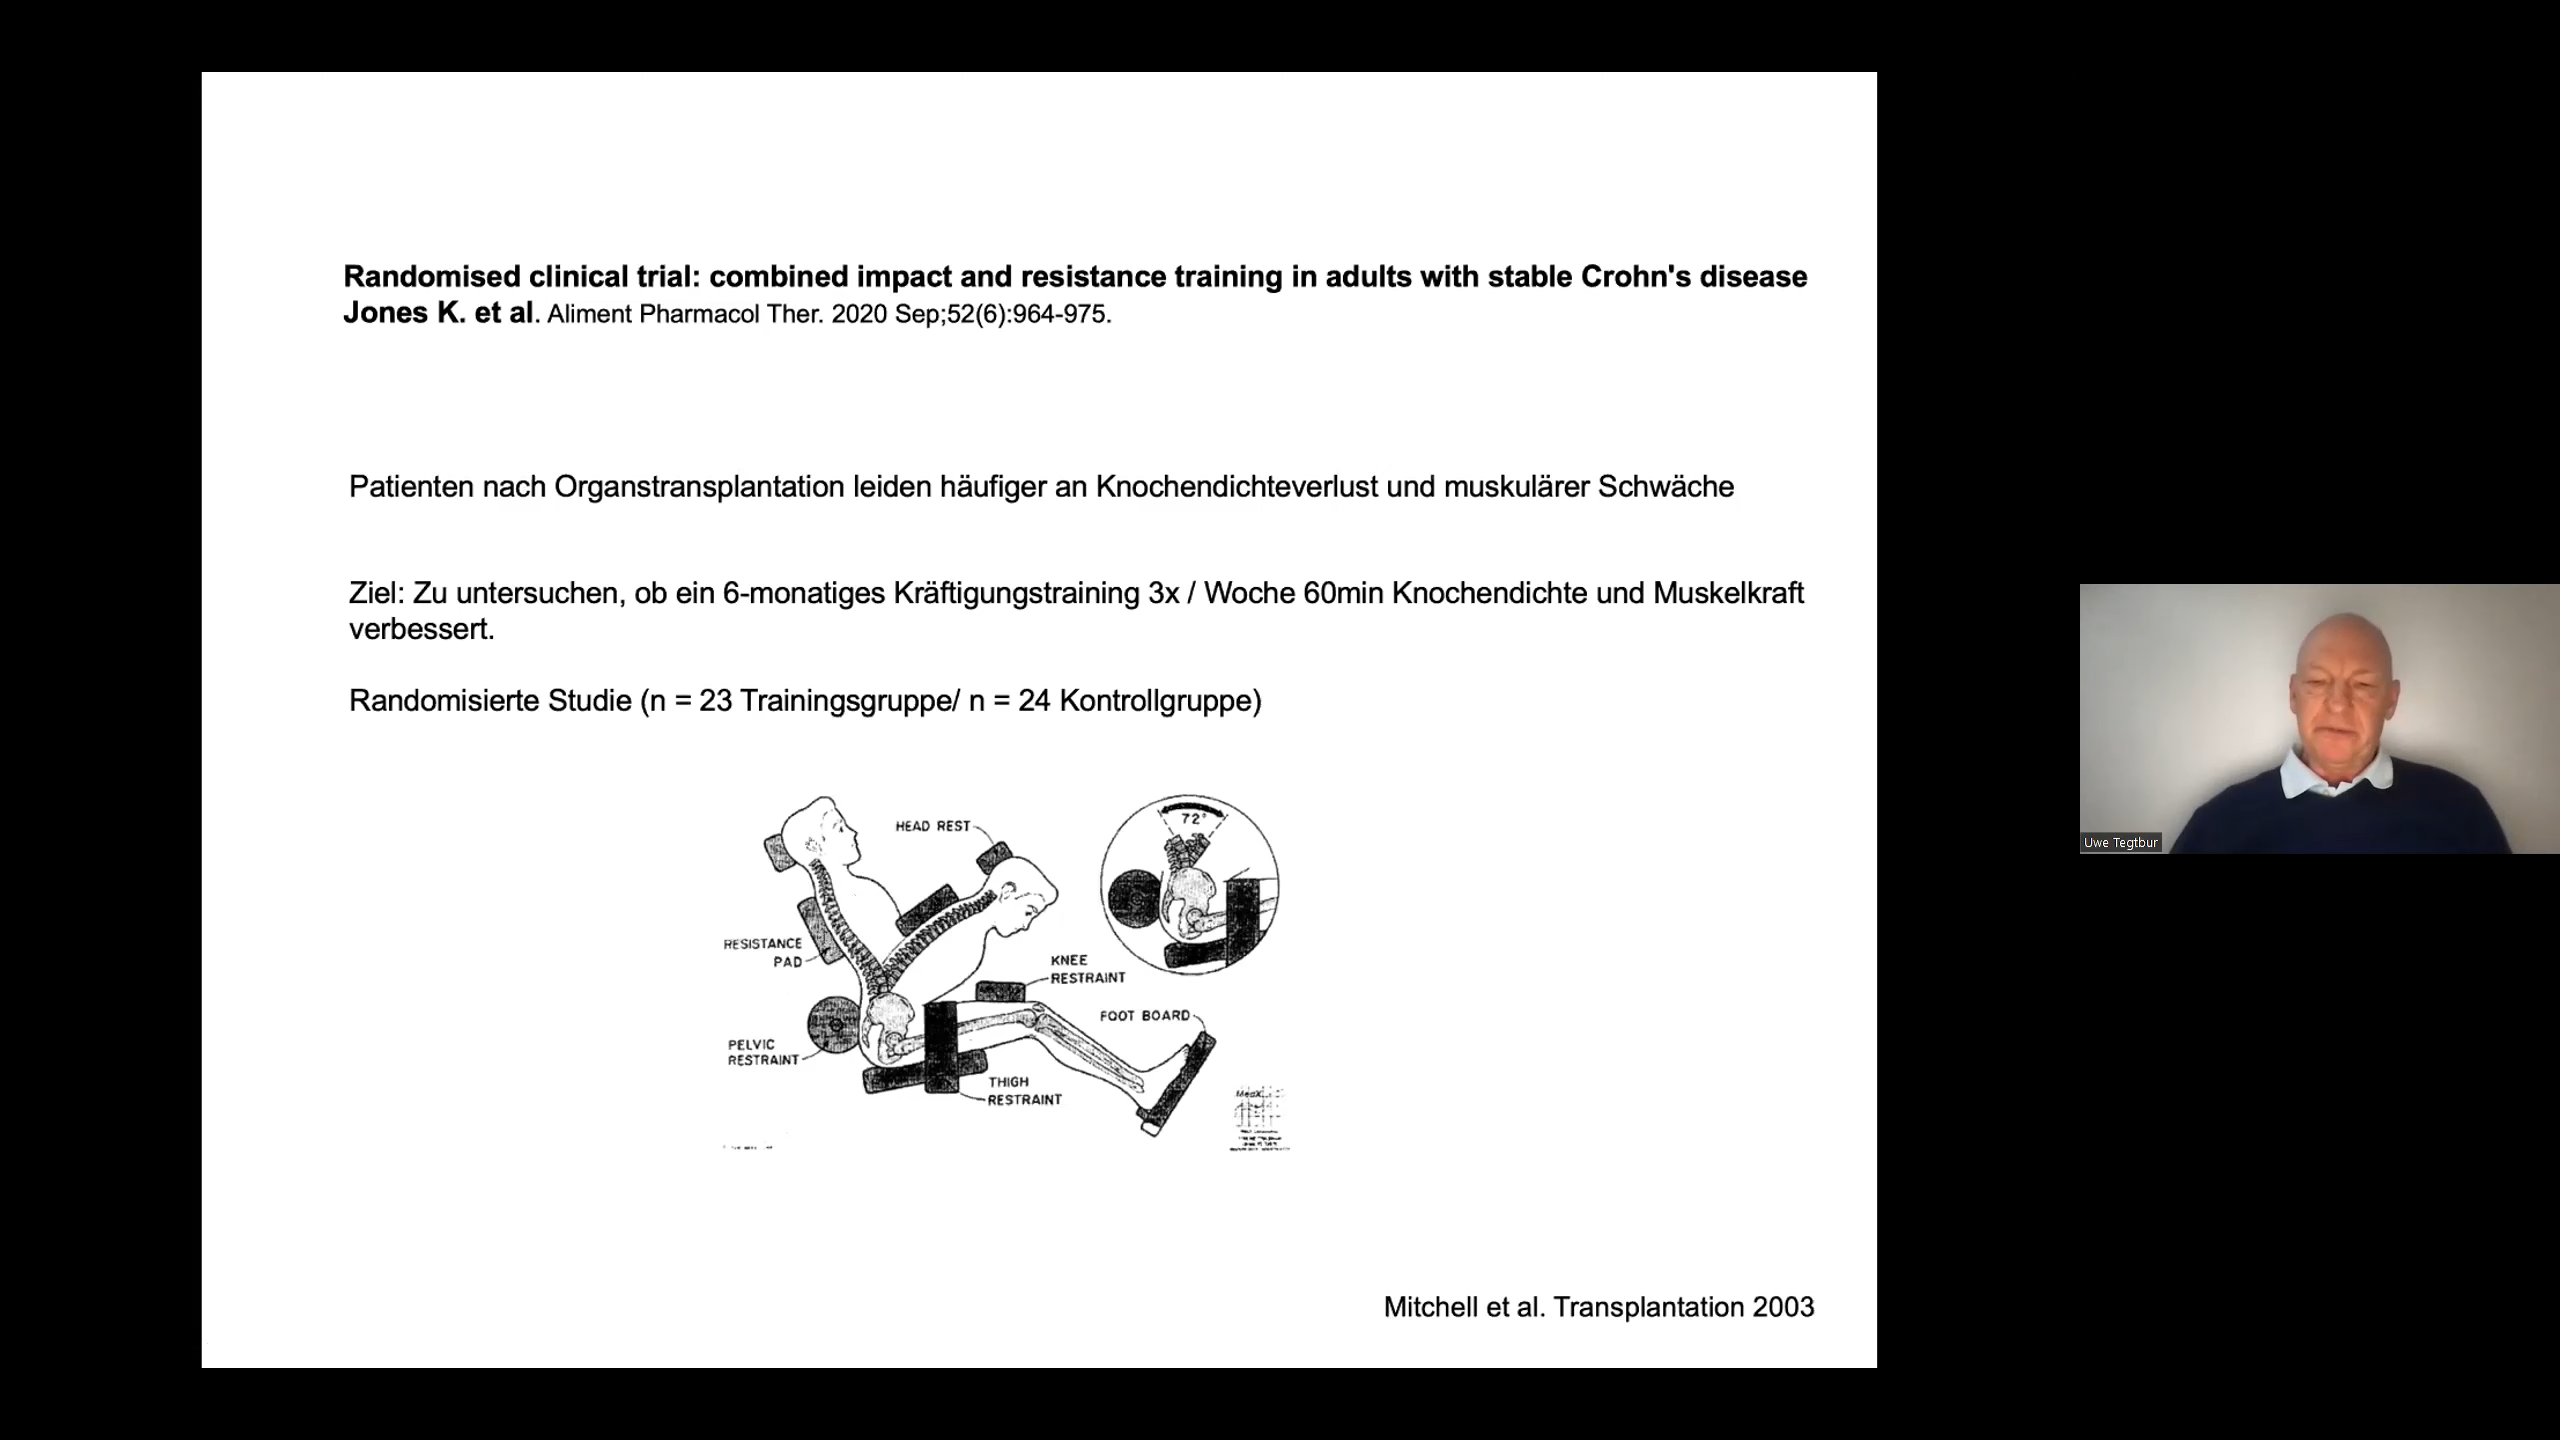 Randomised clinical trial: combined impact and resistance training in adults with stable Crohn's disease
Jones K. et al. Aliment Pharmacol Ther. 2020 Sep;52(6):964-975.
Patienten nach Organstransplantation leiden häufiger an Knochendichteverlust und muskulärer Schwäche
Ziel: Zu untersuchen, ob ein 6-monatiges Kräftigungstraining 3x / Woche 60min Knochendichte und Muskelkraft
verbessert.
Randomisierte Studie (n = 23 Trainingsgruppe/ n = 24 Kontrollgruppe)
HEAD REST
72°
RESISTANCE
PAD
KNEE
RESTRAINT
FOOT BOARD
PELVIC
RESTRAINT
THIGH
RESTRAINT
MedX
Mitchell et al. Transplantation 2003
Uwe Tegtbur